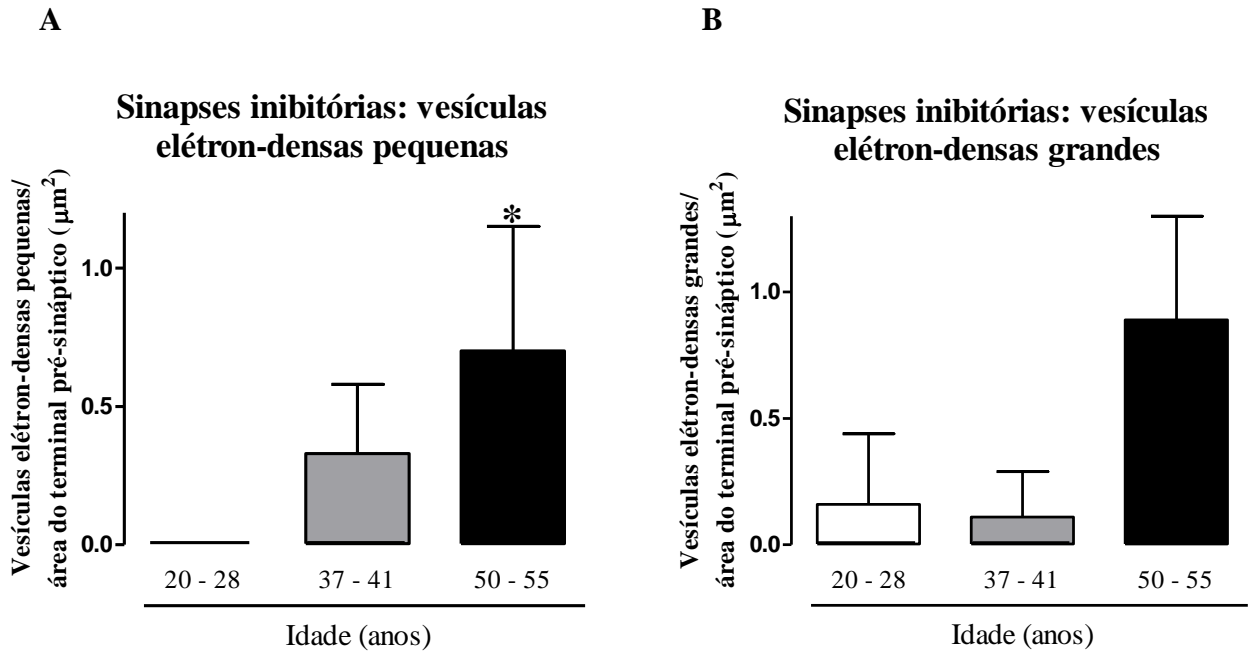 A
Sinapses inibitórias: vesículas
elétron-densas pequenas
Vesículas elétron-densas pequenas/
área do terminal pré-sináptico (μm²)
1.0
0.5
0.0
*
20 - 28
37 - 41
50 - 55
Idade (anos)
B
Sinapses inibitórias: vesículas
elétron-densas grandes
Vesículas elétron-densas grandes/
área do terminal pré-sináptico (μm²)
1.0
0.5
0.0
20 - 28
37 - 41
50 - 55
Idade (anos)